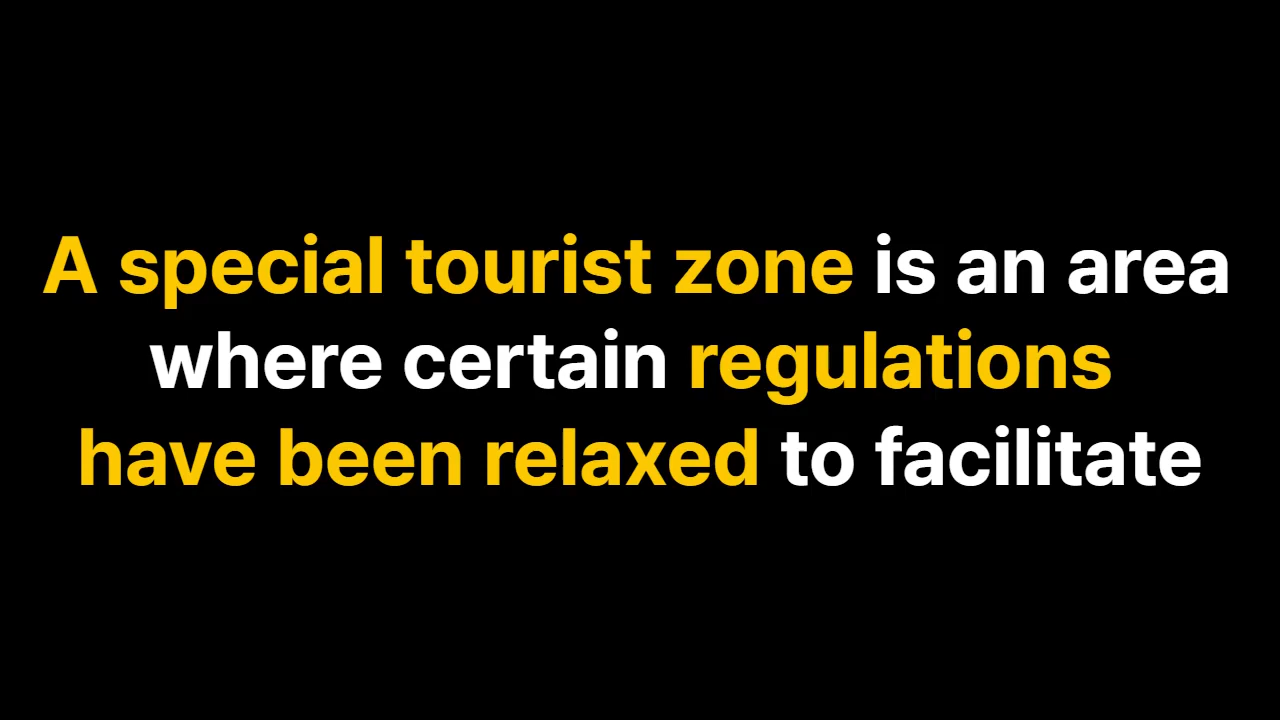 A special tourist zone is an area
where certain regulations
have been relaxed to facilitate